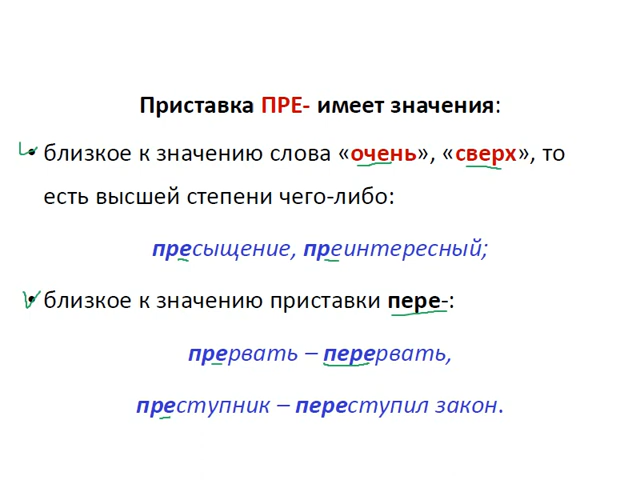 Приставка ПРЕ- имеет значения:
• близкое к значению слова «очень», «сверх», то
есть высшей степени чего-либо:
пресыщение, преинтересный;
• близкое к значению приставки пере-:
прервать – перервать,
преступник – переступил закон.